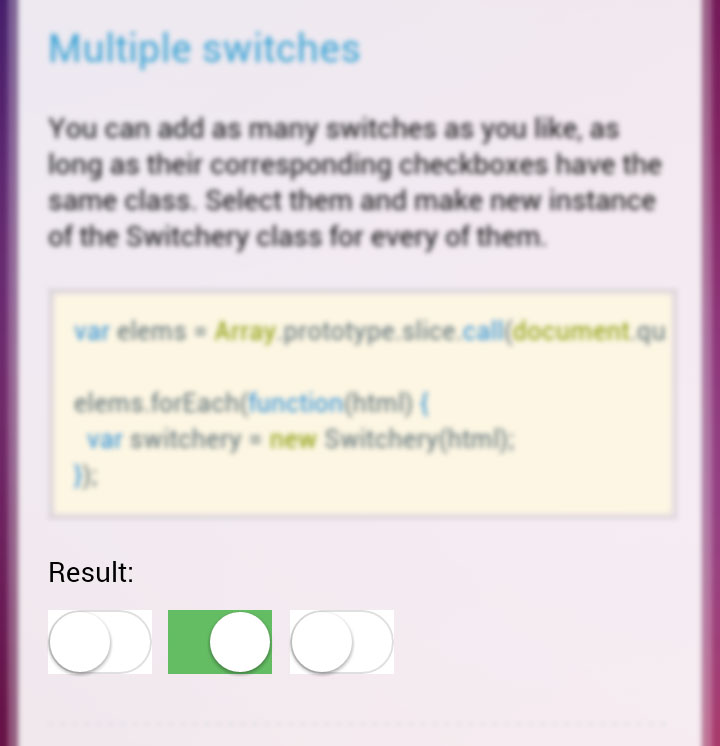 Multiple switches
You can add as many switches as you like, as
long as their corresponding checkboxes have the
same class. Select them and make new instance
of the Switchery class for every of them.
var elems = Array.prototype.slice.call(document.qu
elems.forEach(function(html) {
var switchery = new Switchery(html);
});
Result: